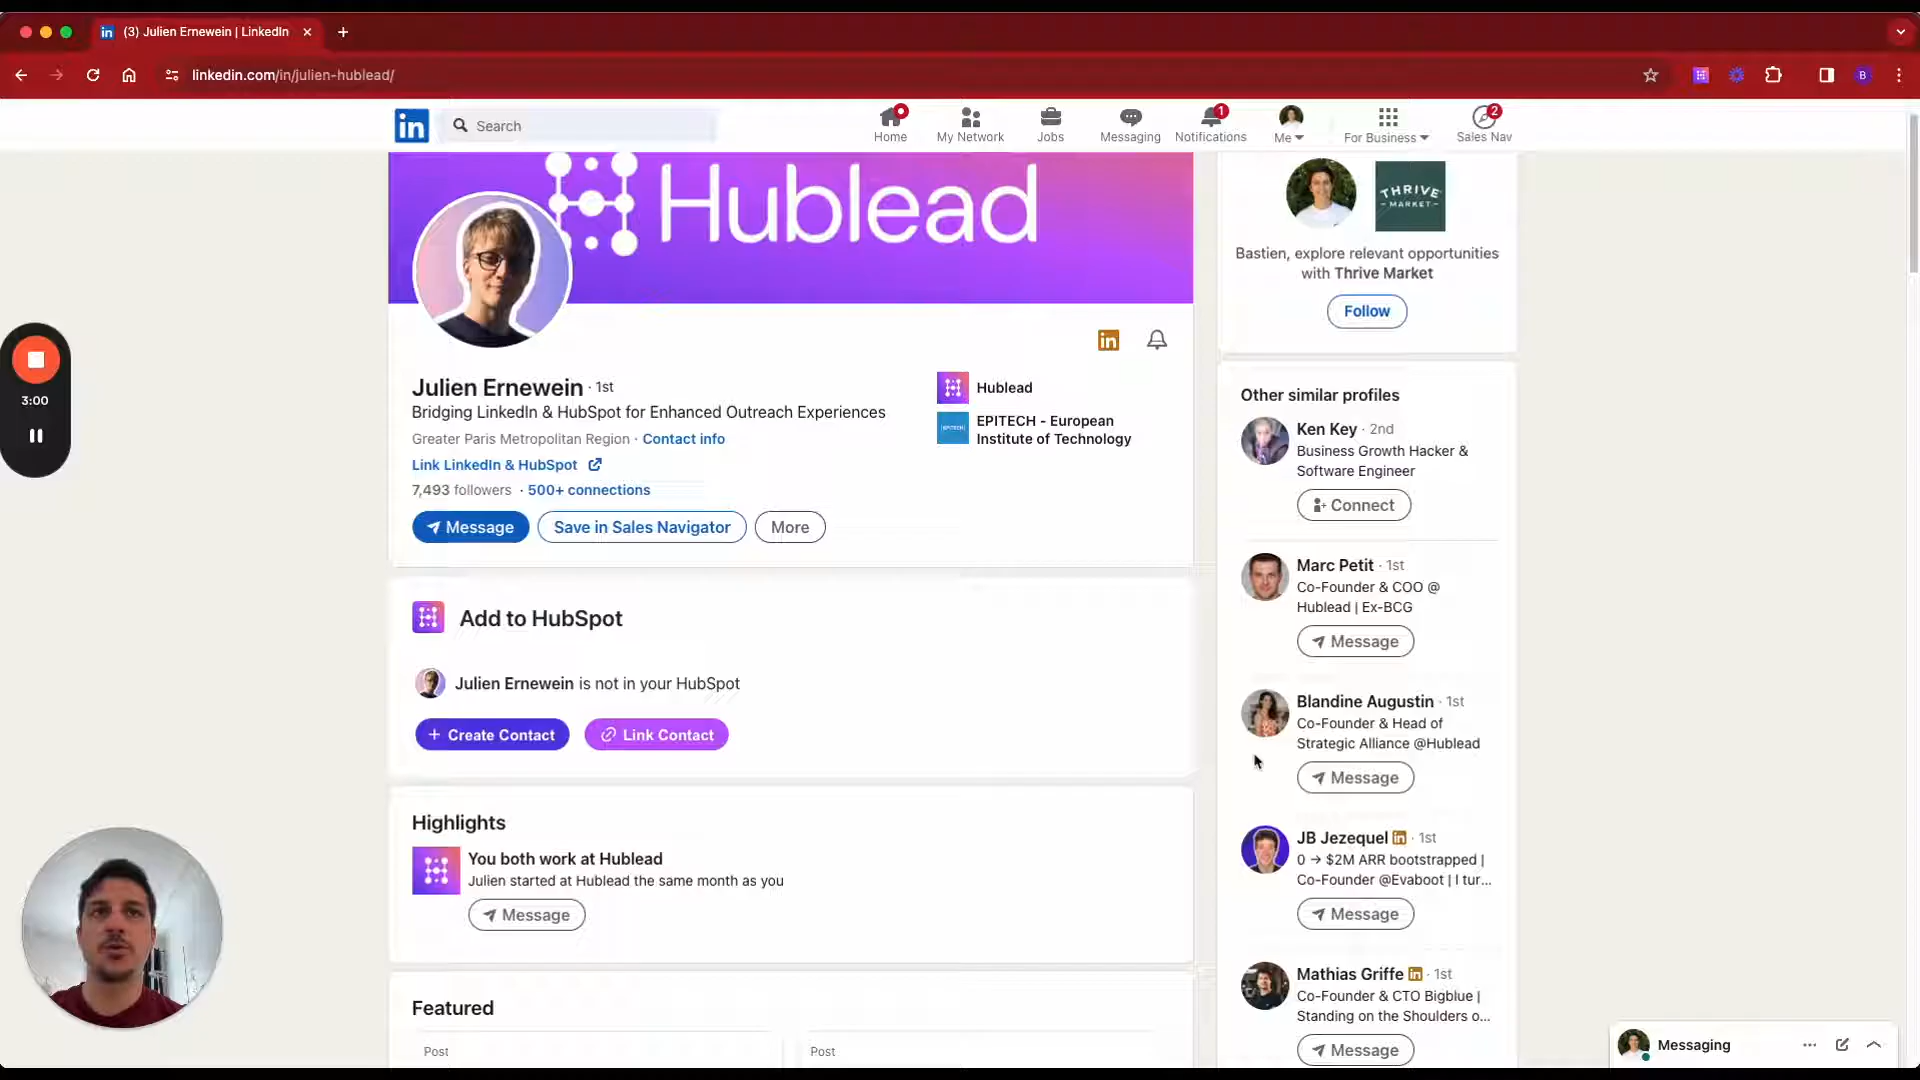 (3) Julien Ernewein | LinkedIn
linkedin.com/in/julien-hublead/
B
in
Search
Home
My Network
Jobs
Messaging
1
Notifications
Me
For Business
2
Sales Nav
Hublead
THRIVE
MARKET
Bastien, explore relevant opportunities
with Thrive Market
Follow
3:00
Julien Ernewein · 1st
Bridging LinkedIn & HubSpot for Enhanced Outreach Experiences
Greater Paris Metropolitan Region · Contact info
Link LinkedIn & HubSpot
7,493 followers · 500+ connections
Message
Save in Sales Navigator
More
in
Hublead
EPITECH
EPITECH - European
Institute of Technology
Add to HubSpot
Julien Ernewein is not in your HubSpot
+ Create Contact
Link Contact
Highlights
You both work at Hublead
Julien started at Hublead the same month as you
Message
Featured
Post
Post
Other similar profiles
Ken Key · 2nd
Business Growth Hacker &
Software Engineer
Connect
Marc Petit · 1st
Co-Founder & COO @
Hublead | Ex-BCG
Message
Blandine Augustin · 1st
Co-Founder & Head of
Strategic Alliance @Hublead
Message
JB Jezequel in · 1st
0 → $2M ARR bootstrapped |
Co-Founder @Evaboot | I tur...
Message
Mathias Griffe in · 1st
Co-Founder & CTO Bigblue |
Standing on the Shoulders o...
Message
Messaging